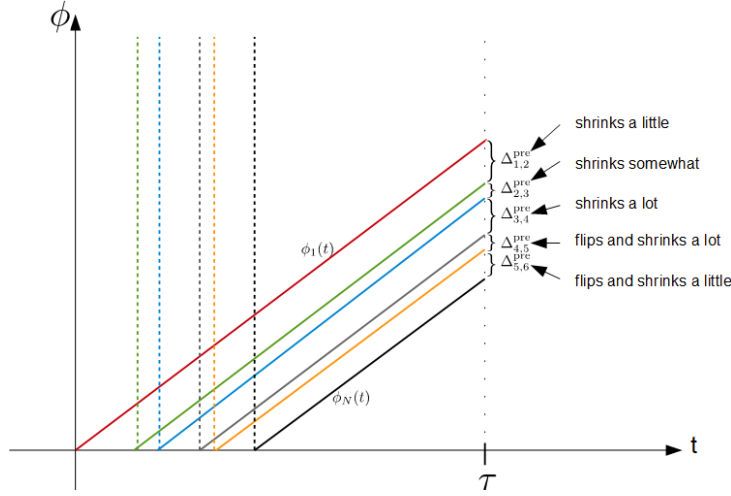 ϕ
shrinks a little
Δ^pre_1,2
shrinks somewhat
Δ^pre_2,3
shrinks a lot
Δ^pre_3,4
ϕ_1(t)
flips and shrinks a lot
Δ^pre_4,5
Δ^pre_5,6
flips and shrinks a little
ϕ_N(t)
t
τ